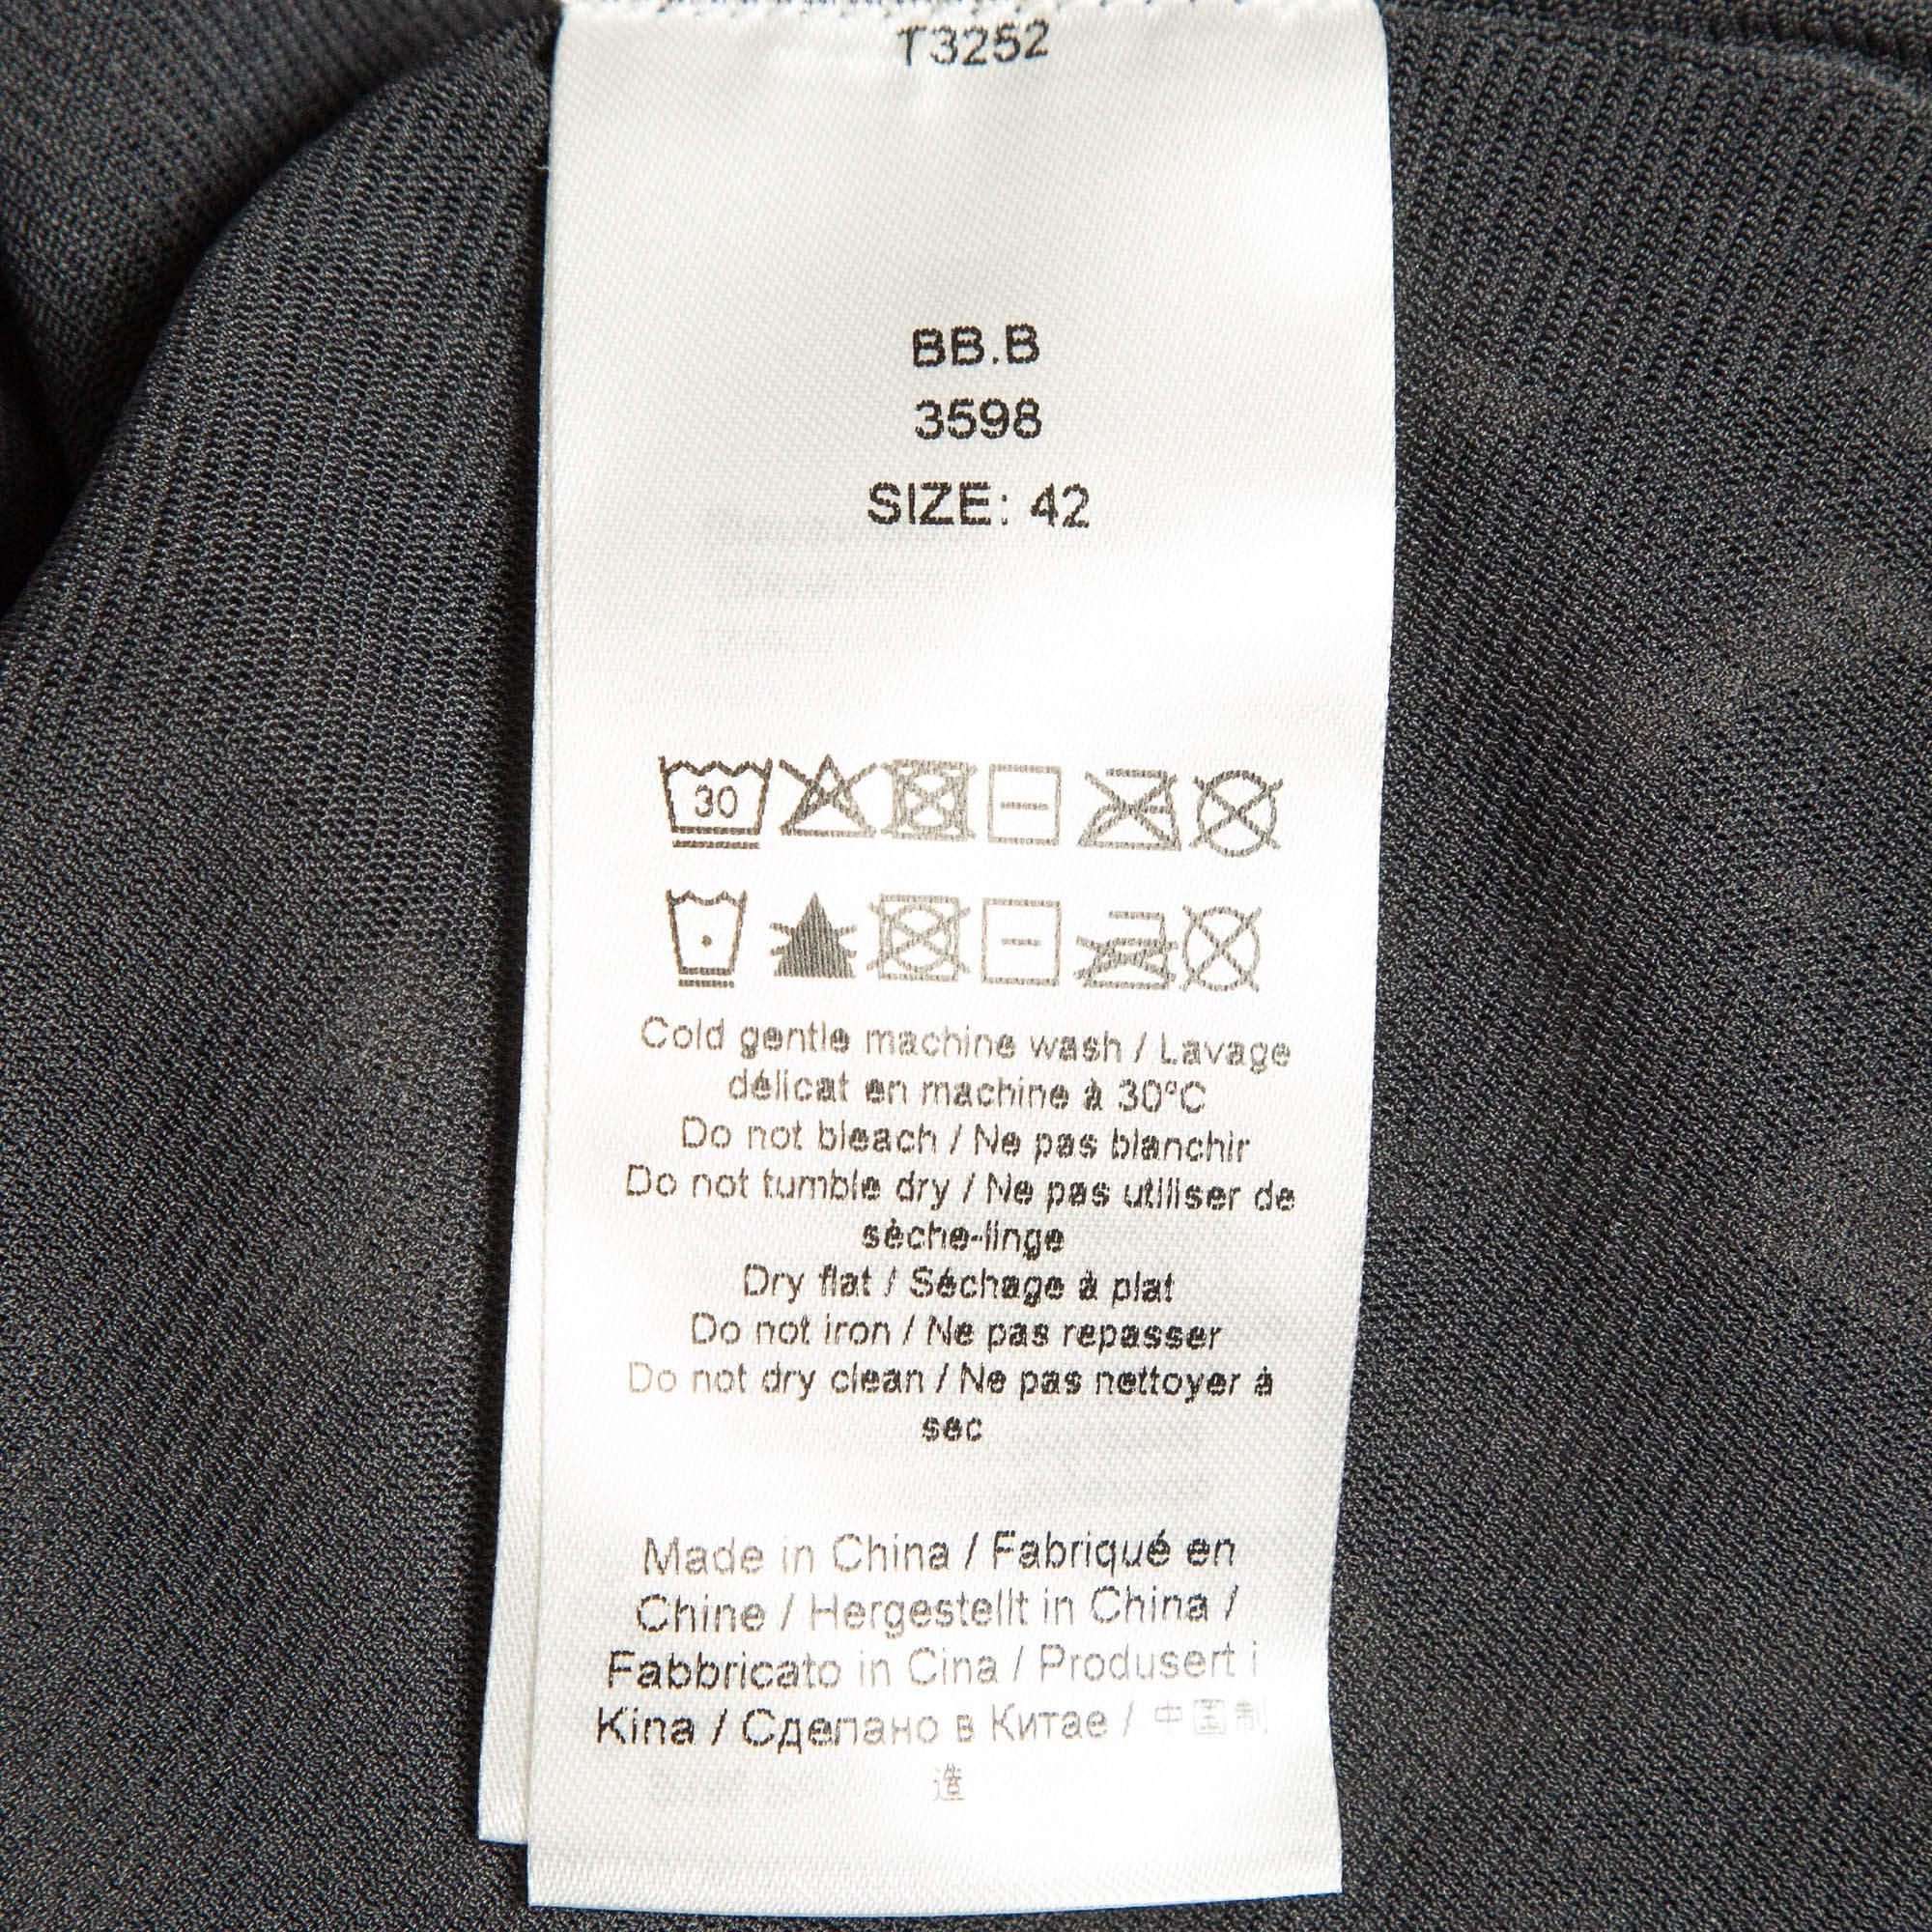 T3252
BB.B
3598
SIZE: 42
30
Cold gentle machine wash / Lavage
délicat en machine à 30°C
Do not bleach / Ne pas blanchir
Do not tumble dry / Ne pas utiliser de
sèche-linge
Dry flat / Séchage à plat
Do not iron / Ne pas repasser
Do not dry clean / Ne pas nettoyer à
sec
Made in China / Fabriqué en
Chine / Hergestellt in China /
Fabbricato in Cina / Produsert i
Kina / Сделано в Китае / 中国制
造